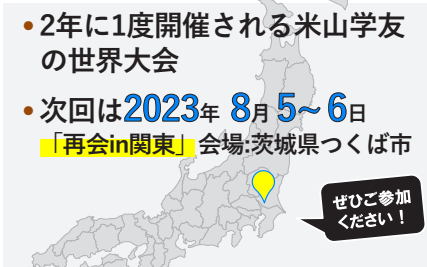 • 2年に1度開催される米山学友
の世界大会
• 次回は2023年 8月 5~ 6日
「再会in関東」会場:茨城県つくば市
ぜひご参加
ください！